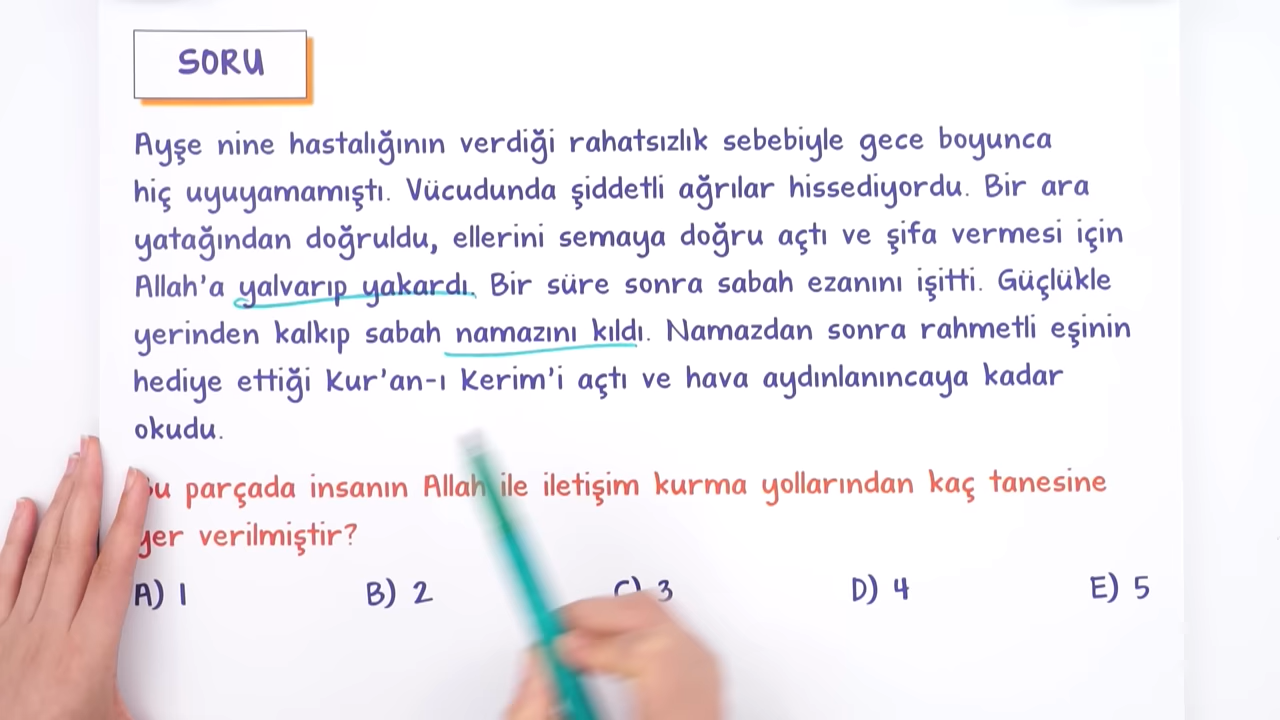 SORU
Ayşe nine hastalığının verdiği rahatsızlık sebebiyle gece boyunca
hiç uyuyamamıştı. Vücudunda şiddetli ağrılar hissediyordu. Bir ara
yatağından doğruldu, ellerini semaya doğru açtı ve şifa vermesi için
Allah'a yalvarıp yakardı. Bir süre sonra sabah ezanını işitti. Güçlükle
yerinden kalkıp sabah namazını kıldı. Namazdan sonra rahmetli eşinin
hediye ettiği Kur'an-ı Kerim'i açtı ve hava aydınlanıncaya kadar
okudu.
Bu parçada insanın Allah ile iletişim kurma yollarından kaç tanesine
yer verilmiştir?
A) 1 B) 2 C) 3 D) 4 E) 5